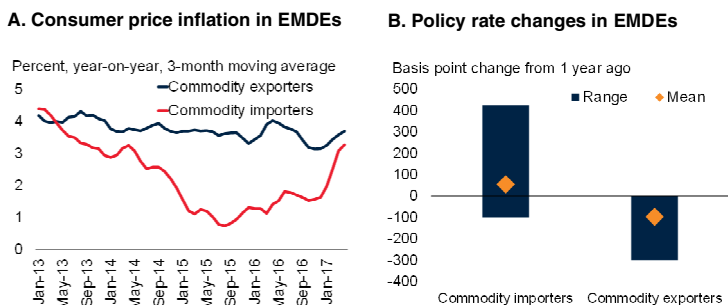 A. Consumer price inflation in EMDEs
Percent, year-on-year, 3-month moving average
5
Commodity exporters
Commodity importers
4
3
2
1
0
Jan-13
May-13
Sep-13
Jan-14
May-14
Sep-14
Jan-15
May-15
Sep-15
Jan-16
May-16
Sep-16
Jan-17
B. Policy rate changes in EMDEs
Basis point change from 1 year ago
500
Range
Mean
400
300
200
100
0
-100
-200
-300
-400
Commodity importers
Commodity exporters